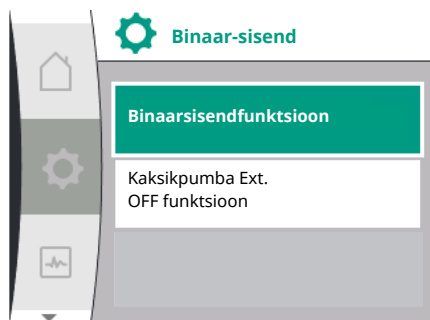 Binaar-sisend
Binaarsisendfunktsioon
Kaksikpumba Ext.
OFF funktsioon